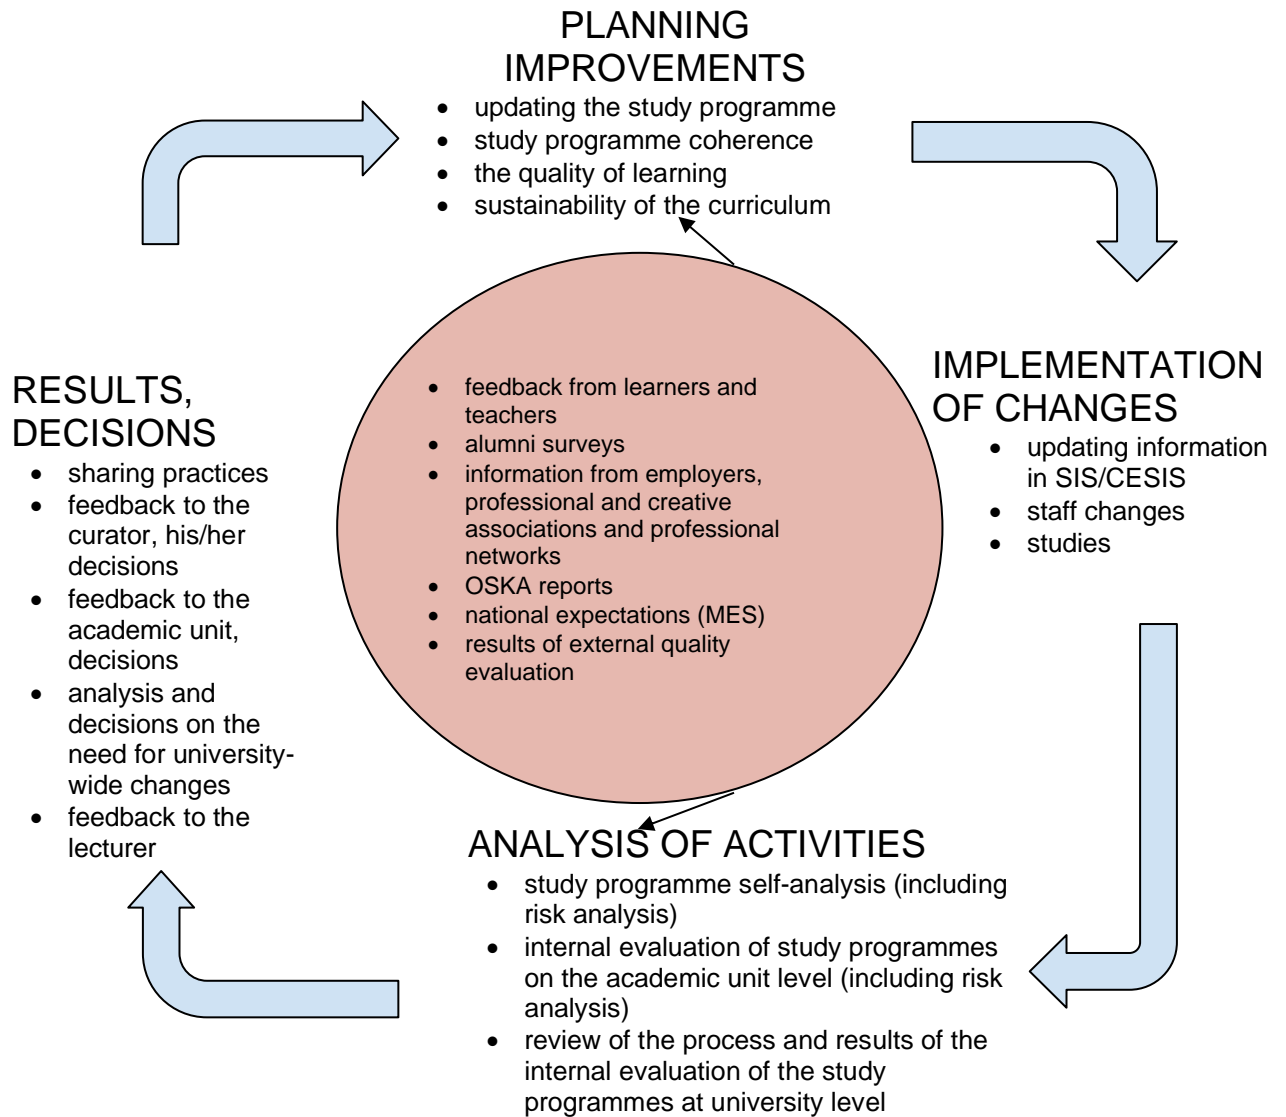 PLANNING
IMPROVEMENTS
• updating the study programme
• study programme coherence
• the quality of learning
• sustainability of the curriculum
IMPLEMENTATION
OF CHANGES
• updating information
in SIS/CESIS
• staff changes
• studies
ANALYSIS OF ACTIVITIES
• study programme self-analysis (including
risk analysis)
• internal evaluation of study programmes
on the academic unit level (including risk
analysis)
• review of the process and results of the
internal evaluation of the study
programmes at university level
RESULTS,
DECISIONS
• sharing practices
• feedback to the
curator, his/her
decisions
• feedback to the
academic unit,
decisions
• analysis and
decisions on the
need for university-
wide changes
• feedback to the
lecturer
• feedback from learners and
teachers
• alumni surveys
• information from employers,
professional and creative
associations and professional
networks
• OSKA reports
• national expectations (MES)
• results of external quality
evaluation